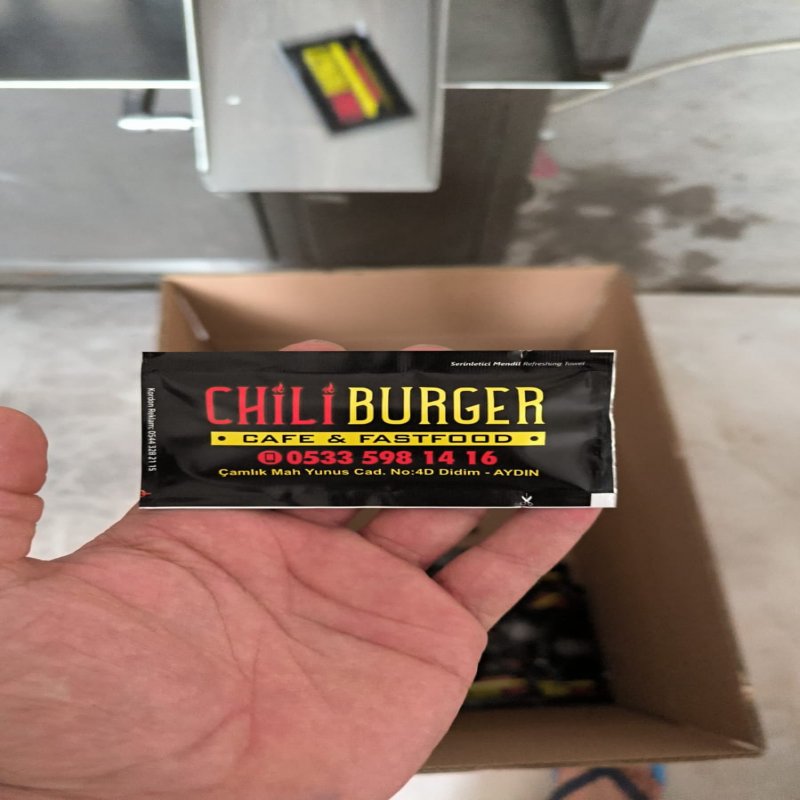 Serinletici Mendil Refreshing Towel
CHILI BURGER
• CAFE & FASTFOOD •
0533 598 14 16
Çamlık Mah Yunus Cad. No:4D Didim - AYDIN
Kordon Reklam: 0544 328 21 15